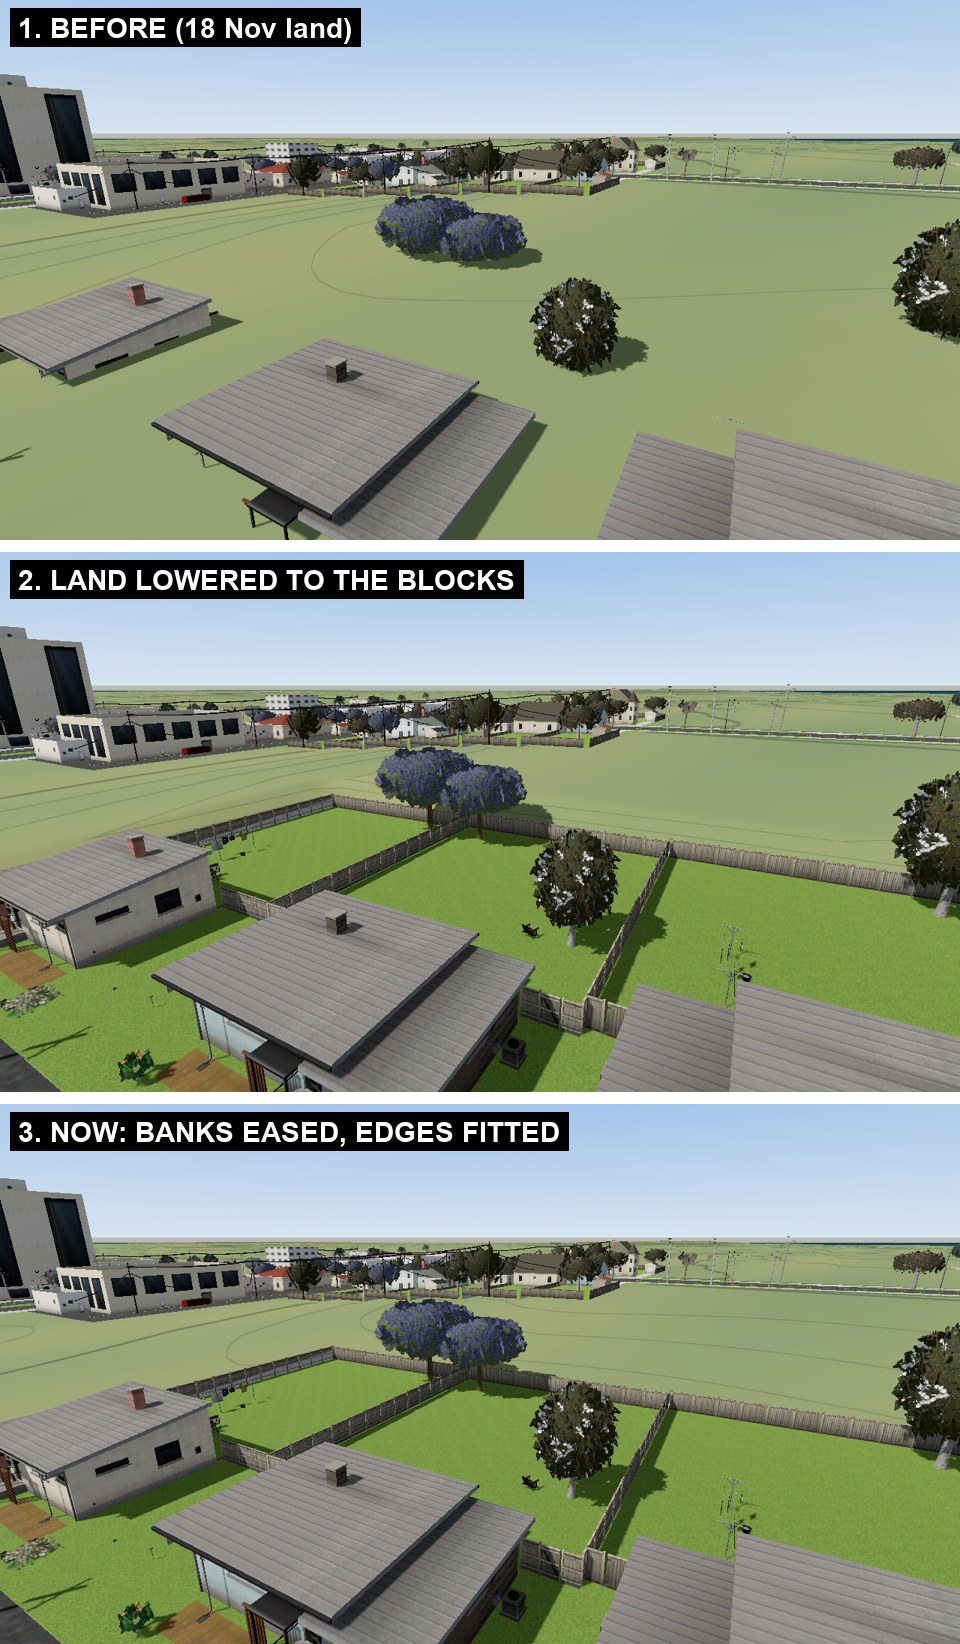 1. BEFORE (18 Nov land)
2. LAND LOWERED TO THE BLOCKS
3. NOW: BANKS EASED, EDGES FITTED